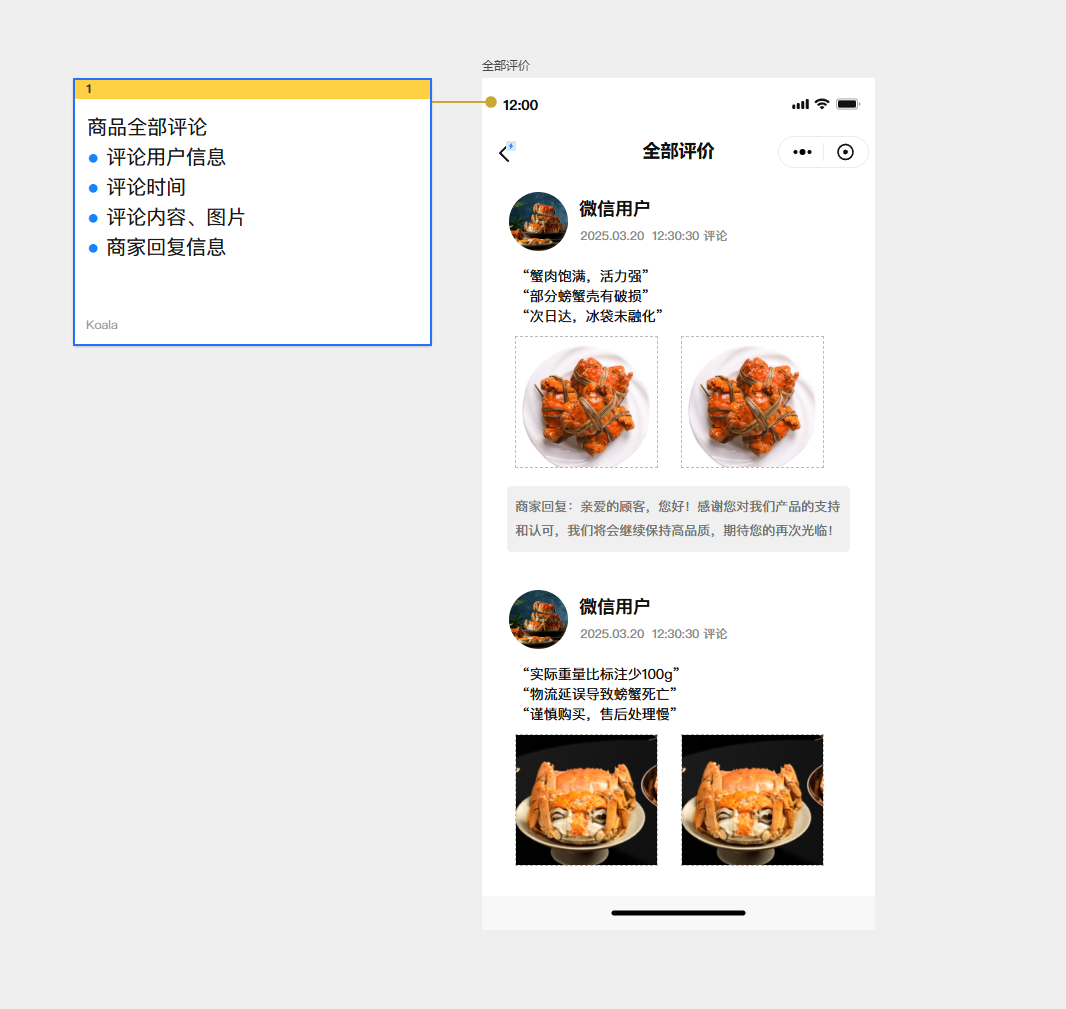 1
商品全部评论
评论用户信息
评论时间
评论内容、图片
商家回复信息
Koala
全部评价
12:00
全部评价
微信用户
2025.03.20 12:30:30 评论
“蟹肉饱满，活力强”
“部分螃蟹壳有破损”
“次日达，冰袋未融化”
商家回复：亲爱的顾客，您好！感谢您对我们产品的支持
和认可，我们将会继续保持高品质，期待您的再次光临！
微信用户
2025.03.20 12:30:30 评论
“实际重量比标注少100g”
“物流延误导致螃蟹死亡”
“谨慎购买，售后处理慢”